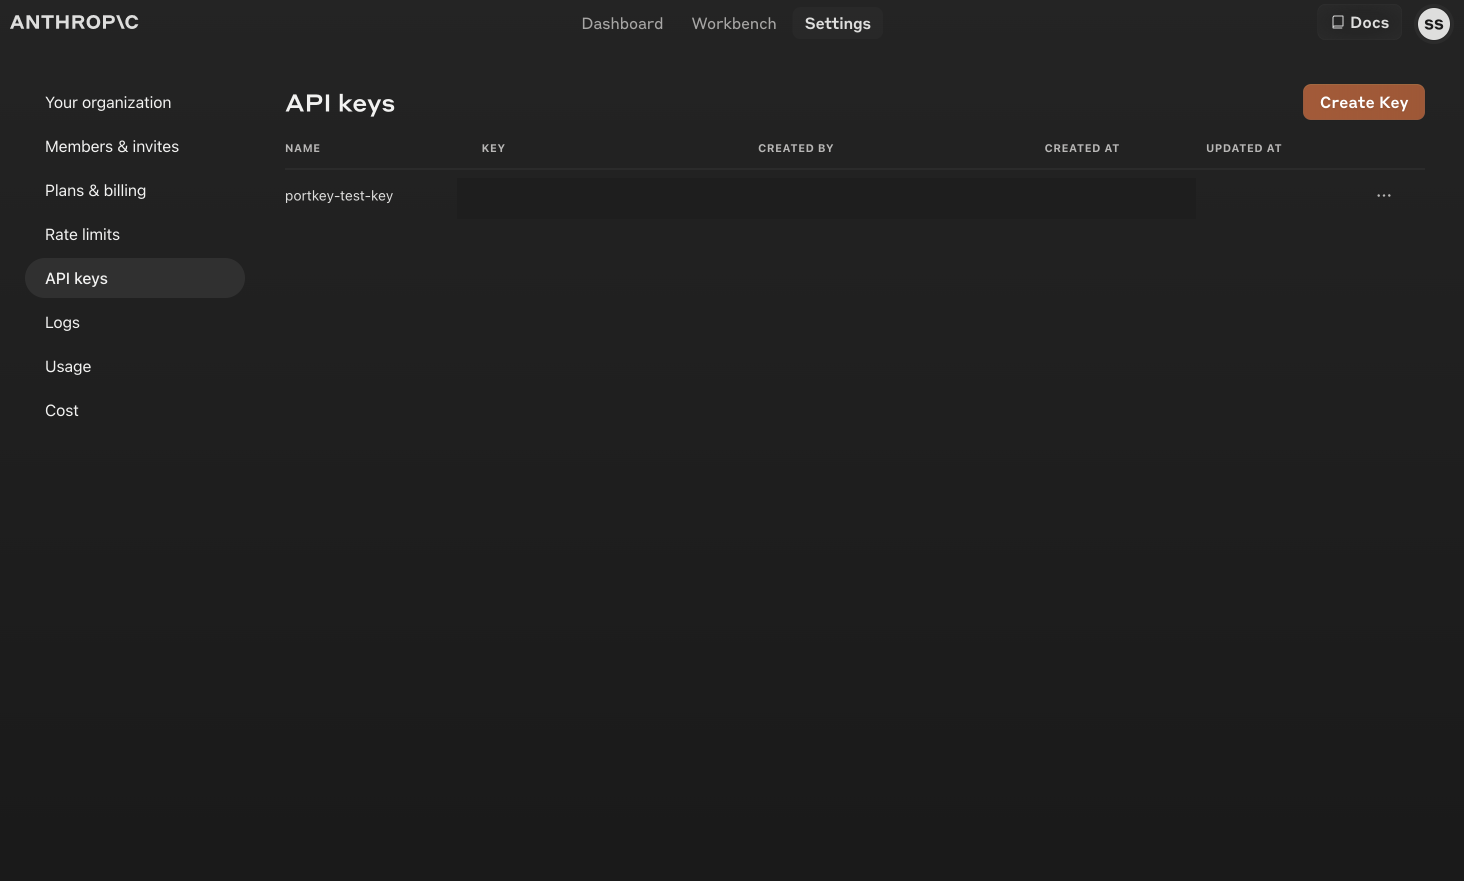 ANTHROP\C
Dashboard Workbench Settings
Docs
SS
Your organization
Members & invites
Plans & billing
Rate limits
API keys
Logs
Usage
Cost
API keys
Create Key
NAME KEY CREATED BY CREATED AT UPDATED AT
portkey-test-key ...